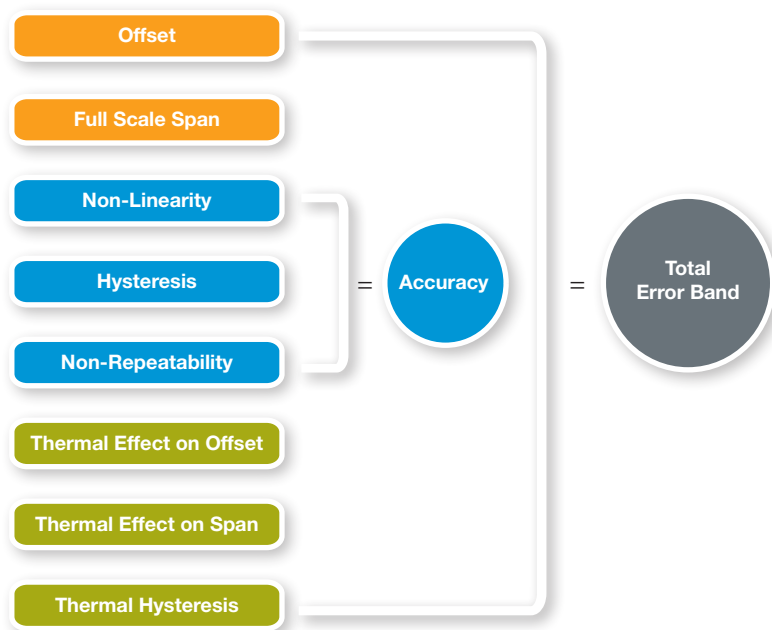 Offset
Full Scale Span
Non-Linearity
Hysteresis
= Accuracy
= Total
Error Band
Non-Repeatability
Thermal Effect on Offset
Thermal Effect on Span
Thermal Hysteresis